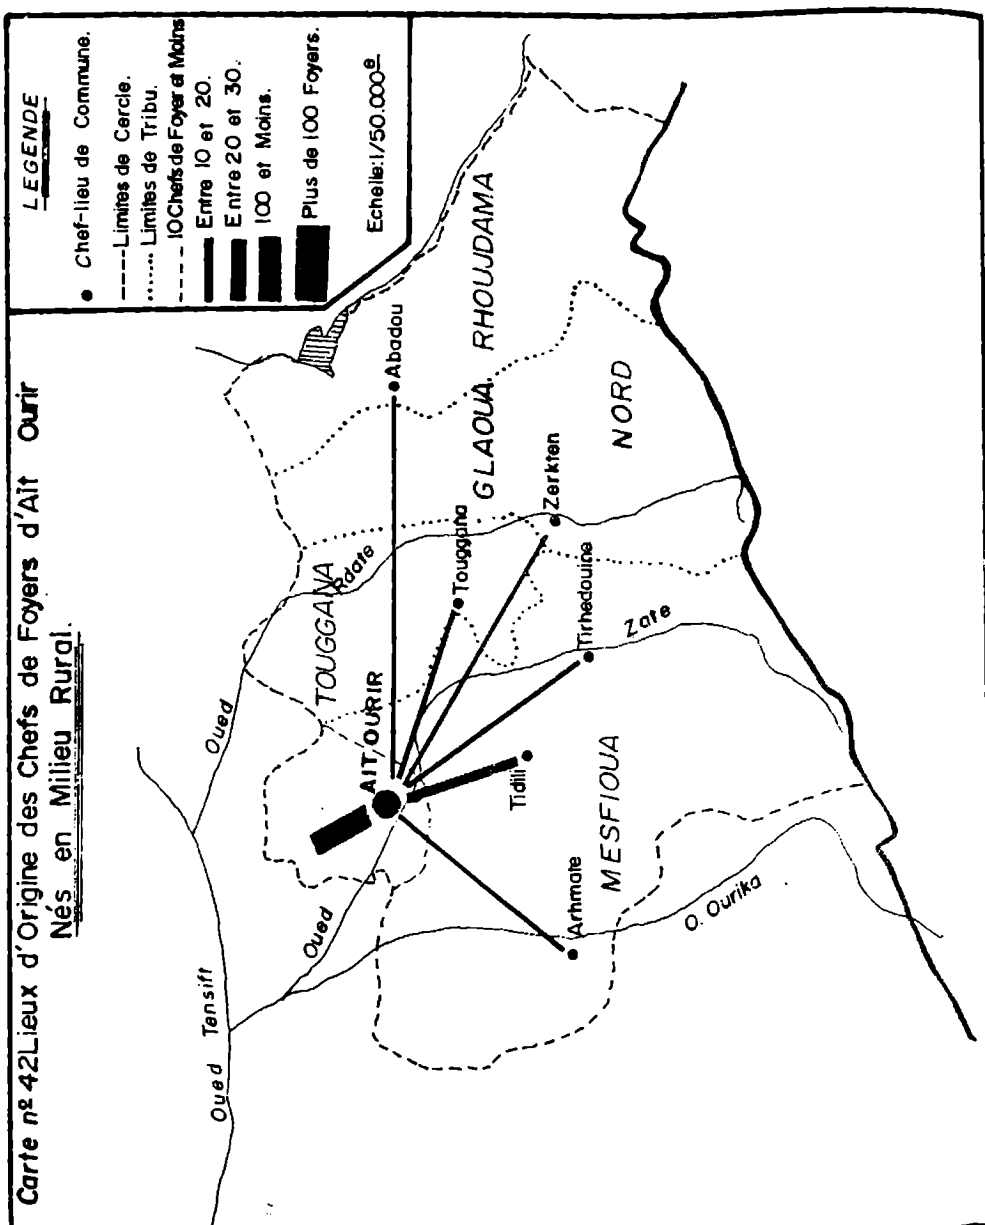 Carte nº 42 Lieux d'Origine des Chefs de Foyers d'Aït Ourir
Nés en Milieu Rural.
LEGENDE
Chef-lieu de Commune.
Limites de Cercle.
Limites de Tribu.
10 Chefs de Foyer et Moins
Entre 10 et 20.
Entre 20 et 30.
100 et Moins.
Plus de 100 Foyers.
Echelle: 1/50.000e
Oued Tensift
Oued
Oued
Rdate
TOUGGANA
AIT OURIR
Abadou
Touggana
GLAOUA RHOUJDAMA
NORD
Zerkten
Tirhedouine
Zate
Tidili
MESFIOUA
Arhmate
O. Ourika